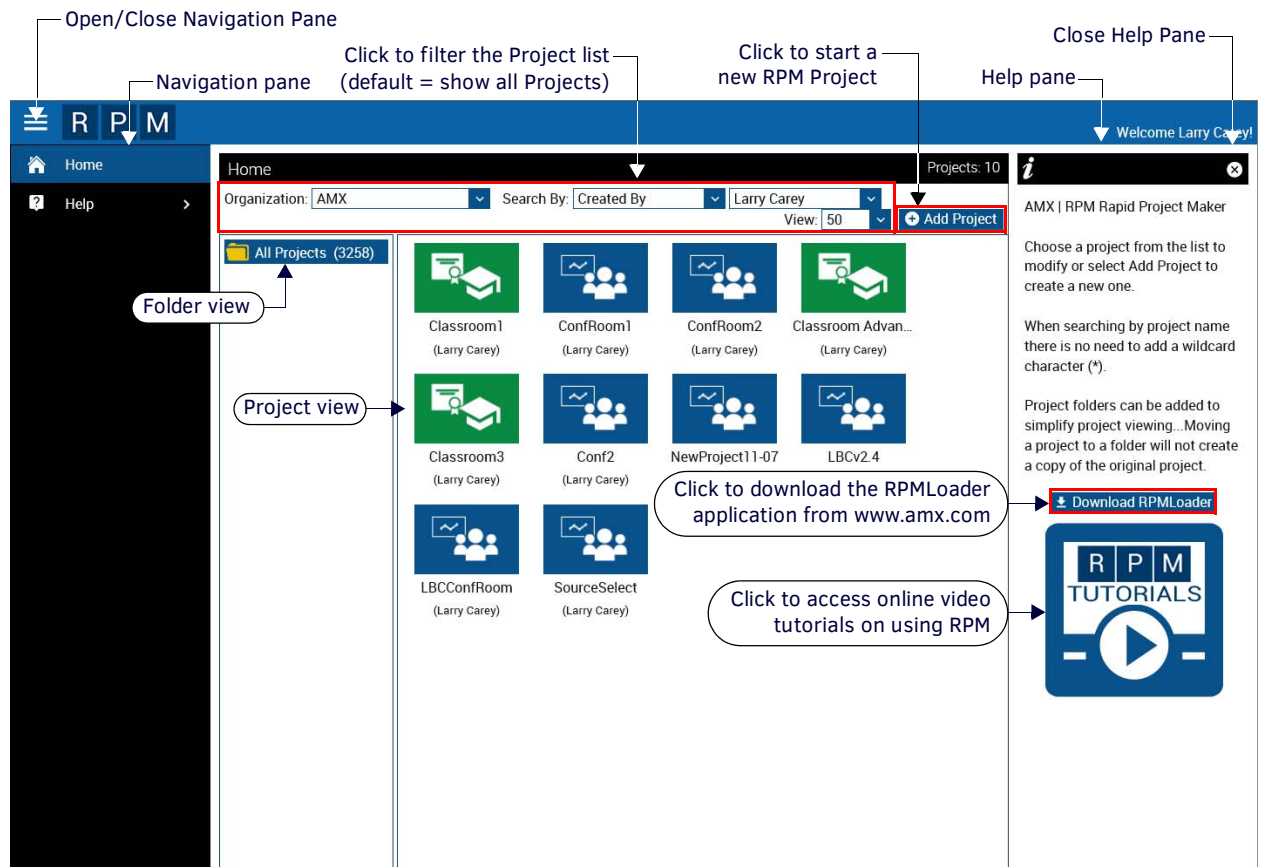 Open/Close Navigation Pane
Close Help Pane
Click to filter the Project list
(default = show all Projects)
Click to start a
new RPM Project
Navigation pane
Help pane
R P M
Welcome Larry Carey!
Home
Help
Home
Projects: 10
Organization: AMX
Search By: Created By
Larry Carey
View: 50
Add Project
All Projects (3258)
Folder view
Project view
Classroom1
(Larry Carey)
ConfRoom1
(Larry Carey)
ConfRoom2
(Larry Carey)
Classroom Advan...
(Larry Carey)
Classroom3
(Larry Carey)
Conf2
(Larry Carey)
NewProject11-07
LBCv2.4
LBCConfRoom
(Larry Carey)
SourceSelect
(Larry Carey)
Click to download the RPMLoader
application from www.amx.com
Click to access online video
tutorials on using RPM
i
AMX | RPM Rapid Project Maker
Choose a project from the list to
modify or select Add Project to
create a new one.
When searching by project name
there is no need to add a wildcard
character (*).
Project folders can be added to
simplify project viewing...Moving
a project to a folder will not create
a copy of the original project.
Download RPMLoader
R P M
TUTORIALS